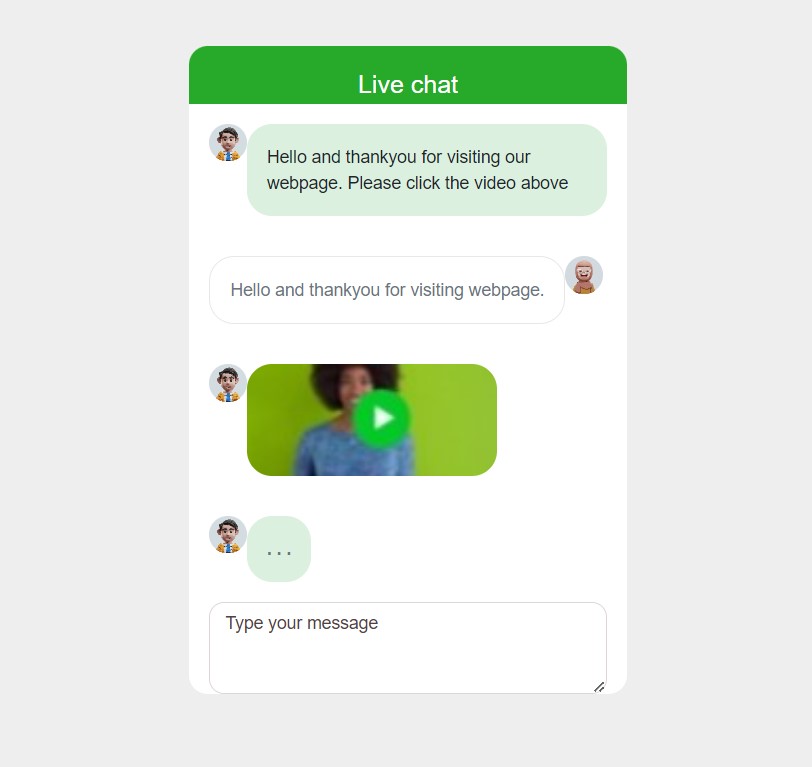 Live chat
Hello and thankyou for visiting our
webpage. Please click the video above
Hello and thankyou for visiting webpage.
...
Type your message